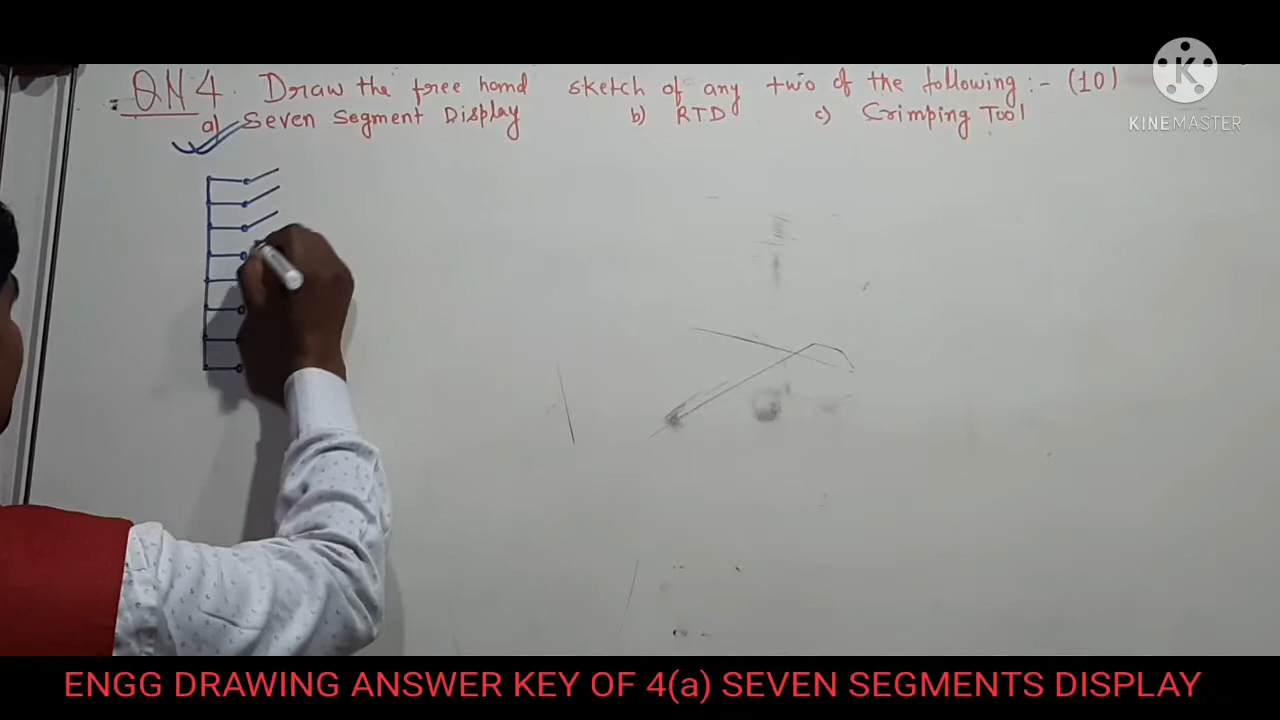 QN 4. Draw the free hand sketch of any two of the following :- (10)
a) Seven Segment Display b) RTD c) Crimping Tool
K
KINEMASTER
ENGG DRAWING ANSWER KEY OF 4(a) SEVEN SEGMENTS DISPLAY